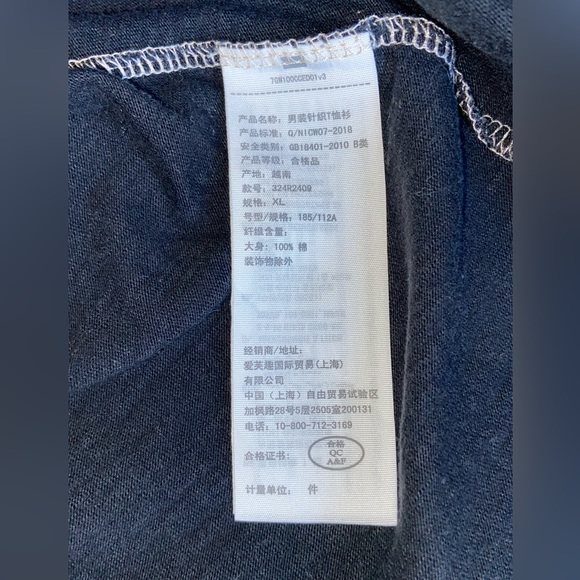 产品名称: 男装针织T恤衫
产品标准: Q/NICW07-2018
安全类别: GB18401-2010 B类
产品等级: 合格品
产地: 越南
款号: 324R2409
规格: XL
号型/规格: 185/112A
纤维含量:
大身: 100% 棉
装饰物除外
经销商/地址:
爱芙趣国际贸易(上海)
有限公司
中国（上海）自由贸易试验区
加枫路28号5层2505室200131
电话: 10-800-712-3169
合格证书:
合格
QC
A&F
计量单位: 件